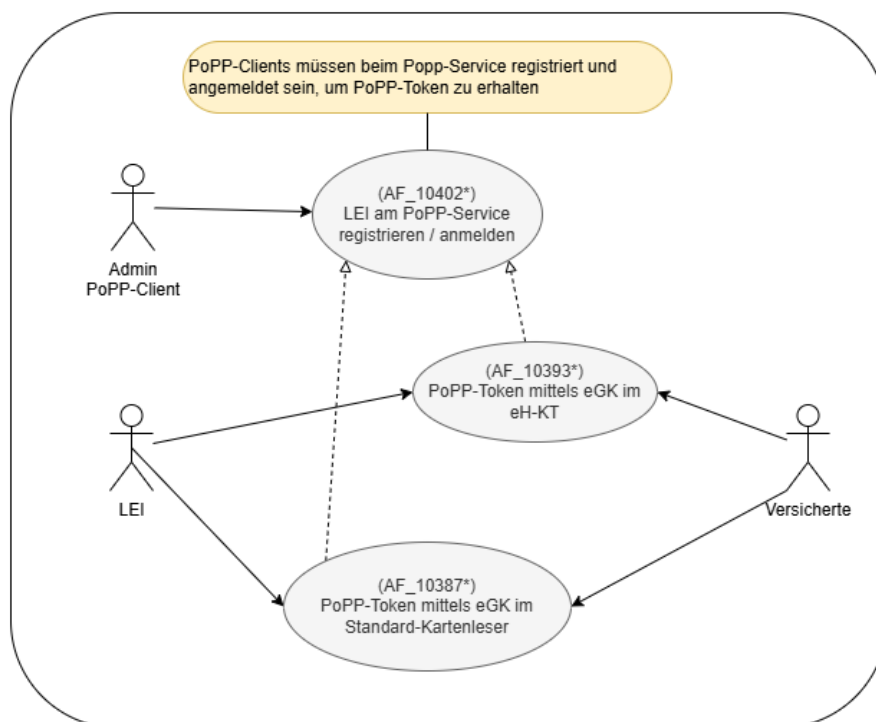 PoPP-Clients müssen beim Popp-Service registriert und
angemeldet sein, um PoPP-Token zu erhalten
(AF_10402*)
LEI am PoPP-Service
registrieren / anmelden
Admin
PoPP-Client
(AF_10393*)
PoPP-Token mittels eGK im
eH-KT
LEI
Versicherte
(AF_10387*)
PoPP-Token mittels eGK im
Standard-Kartenleser